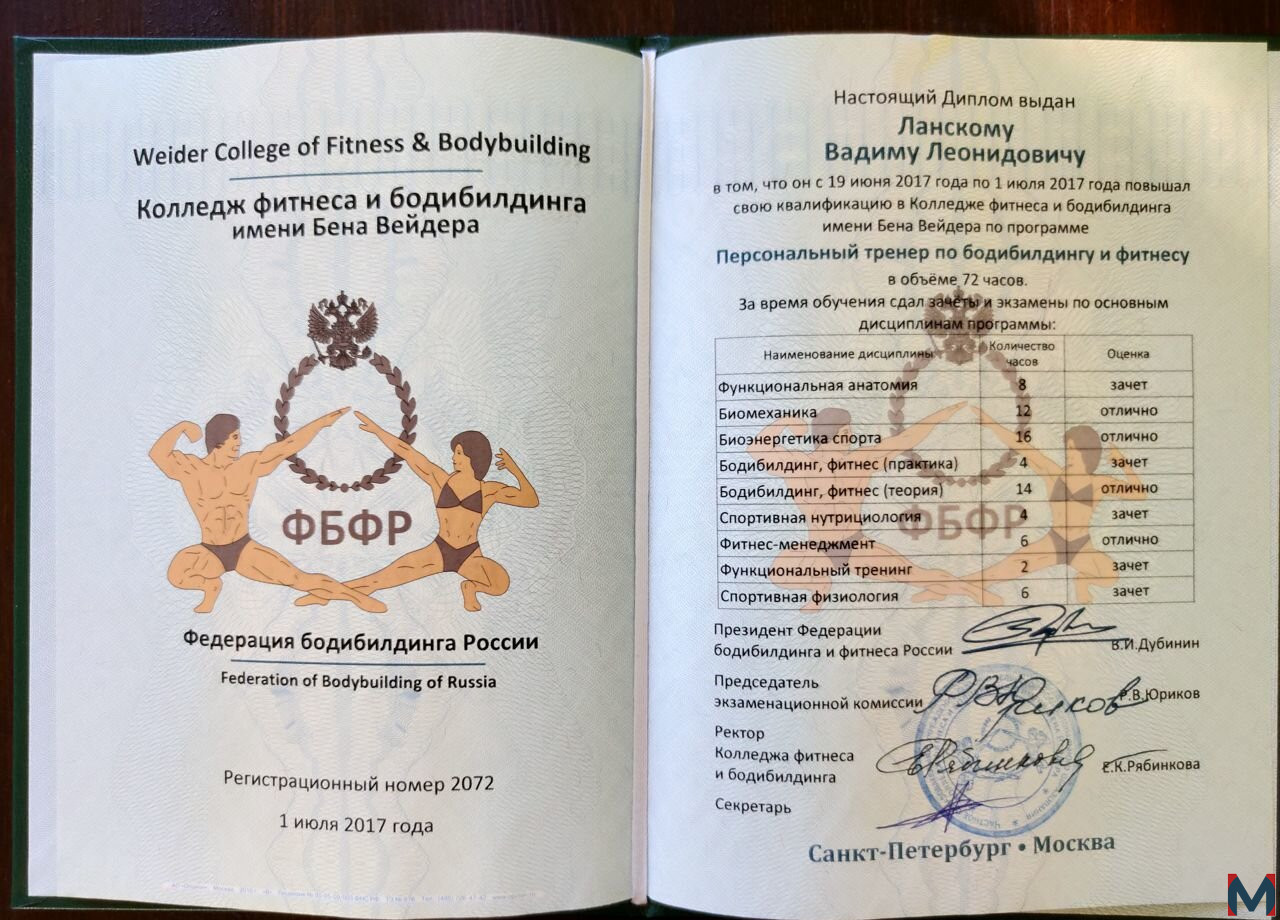 Weider College of Fitness & Bodybuilding
Колледж фитнеса и бодибилдинга
имени Бена Вейдера
ФБФР
Федерация бодибилдинга России
Federation of Bodybuilding of Russia
Регистрационный номер 2072
1 июля 2017 года
Настоящий Диплом выдан
Ланскому
Вадиму Леонидовичу
в том, что он с 19 июня 2017 года по 1 июля 2017 года повышал
свою квалификацию в Колледже фитнеса и бодибилдинга
имени Бена Вейдера по программе
Персональный тренер по бодибилдингу и фитнесу
в объёме 72 часов.
За время обучения сдал зачёты и экзамены по основным
дисциплинам программы:
Наименование дисциплины Количество часов Оценка
Функциональная анатомия 8 зачет
Биомеханика 12 отлично
Биоэнергетика спорта 16 отлично
Бодибилдинг, фитнес (практика) 4 зачет
Бодибилдинг, фитнес (теория) 14 отлично
Спортивная нутрициология 4 зачет
Фитнес-менеджмент 6 отлично
Функциональный тренинг 2 зачет
Спортивная физиология 6 зачет
ФБФР
Президент Федерации
бодибилдинга и фитнеса России В.И.Дубинин
Председатель
экзаменационной комиссии Р.В.Юриков
Ректор
Колледжа фитнеса
и бодибилдинга Е.К.Рябинкова
Секретарь
Санкт-Петербург • Москва
M